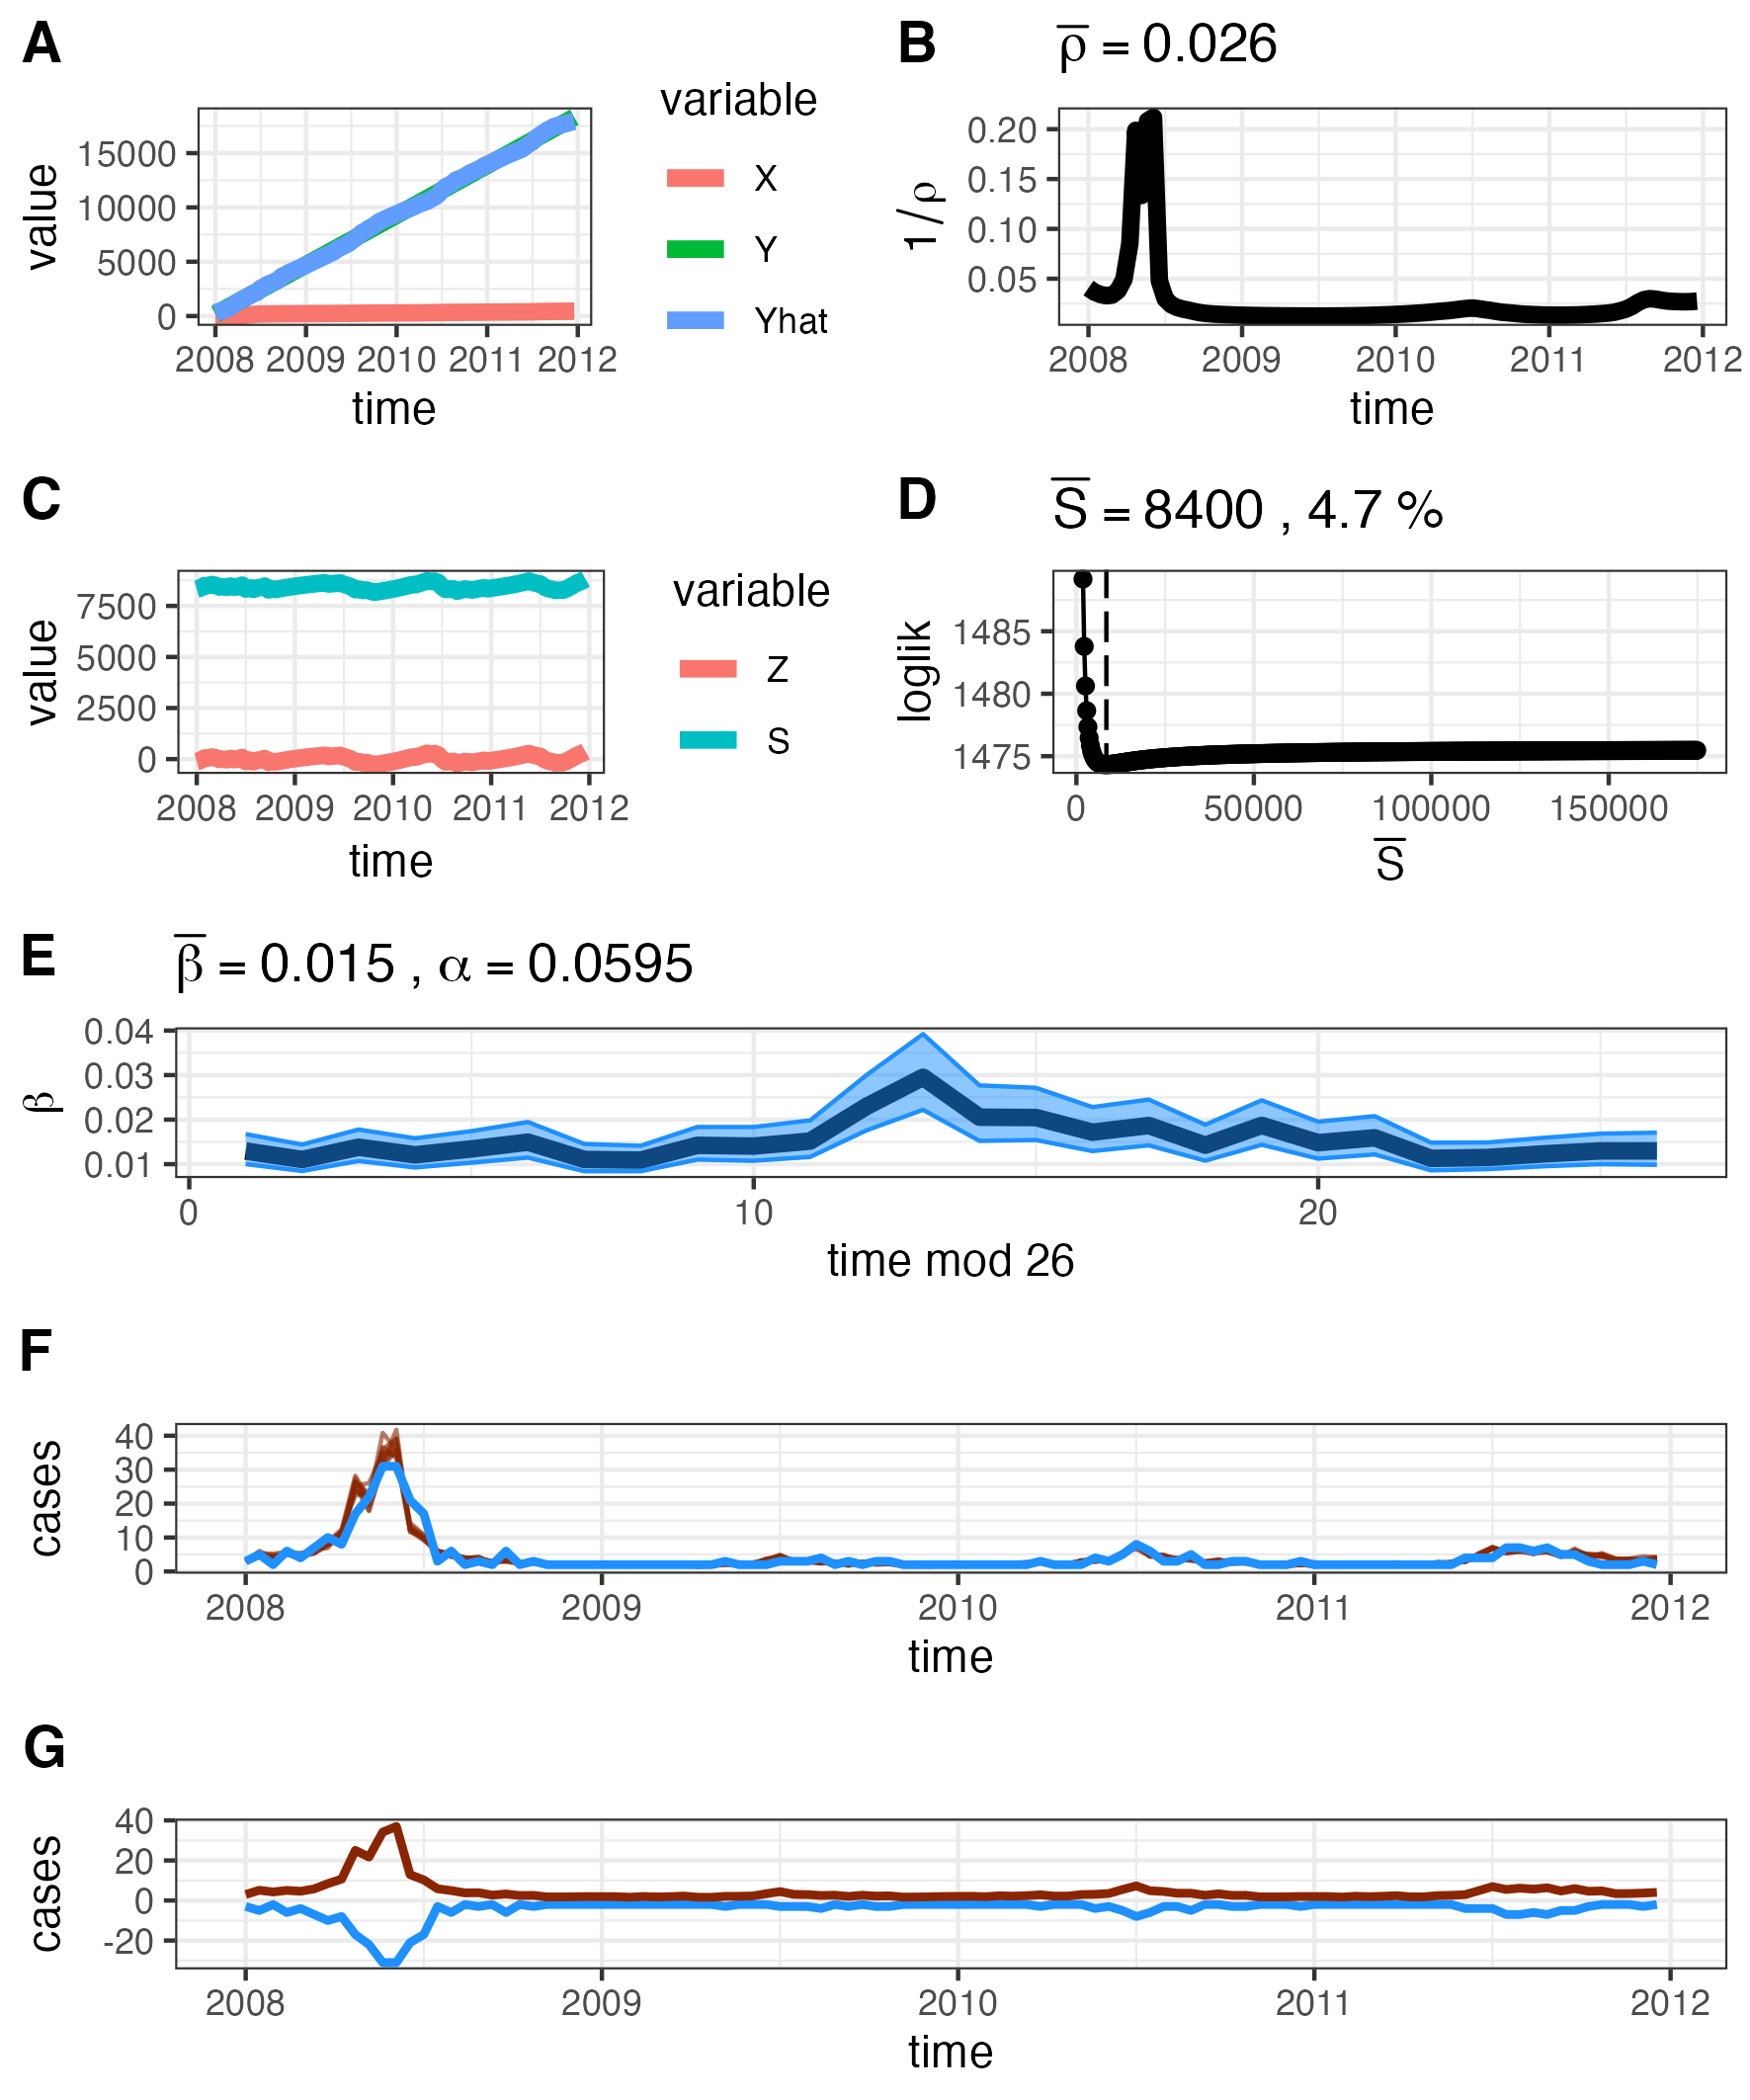 A
variable
X
Y
Yhat
value
15000
10000
5000
0
2008 2009 2010 2011 2012
time
B
ρ̅ = 0.026
1/ρ
0.20
0.15
0.10
0.05
2008 2009 2010 2011 2012
time
C
variable
Z
S
value
7500
5000
2500
0
2008 2009 2010 2011 2012
time
D
S̅ = 8400 , 4.7 %
loglik
1485
1480
1475
0 50000 100000 150000
S̅
E
β̅ = 0.015 , α = 0.0595
β
0.04
0.03
0.02
0.01
0 10 20
time mod 26
F
cases
40
30
20
10
0
2008 2009 2010 2011 2012
time
G
cases
40
20
0
-20
2008 2009 2010 2011 2012
time